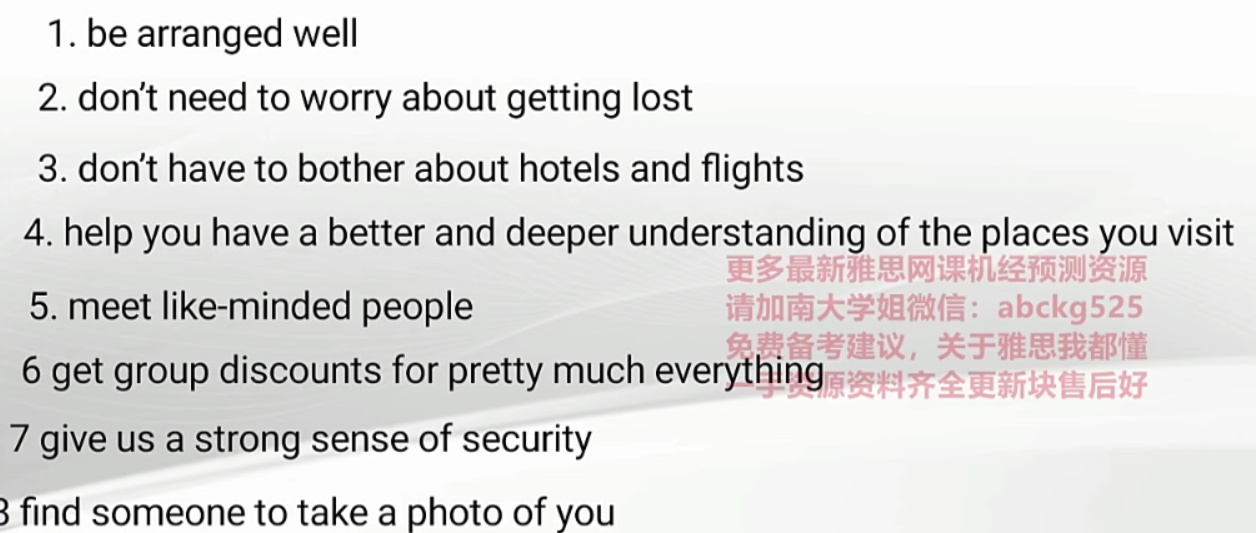 1. be arranged well
2. don't need to worry about getting lost
3. don't have to bother about hotels and flights
4. help you have a better and deeper understanding of the places you visit
更多最新雅思网课机经预测资源
5. meet like-minded people
请加南大学姐微信：abckg525
免费备考建议，关于雅思我都懂
6 get group discounts for pretty much everything
一手资源资料齐全更新块售后好
7 give us a strong sense of security
8 find someone to take a photo of you